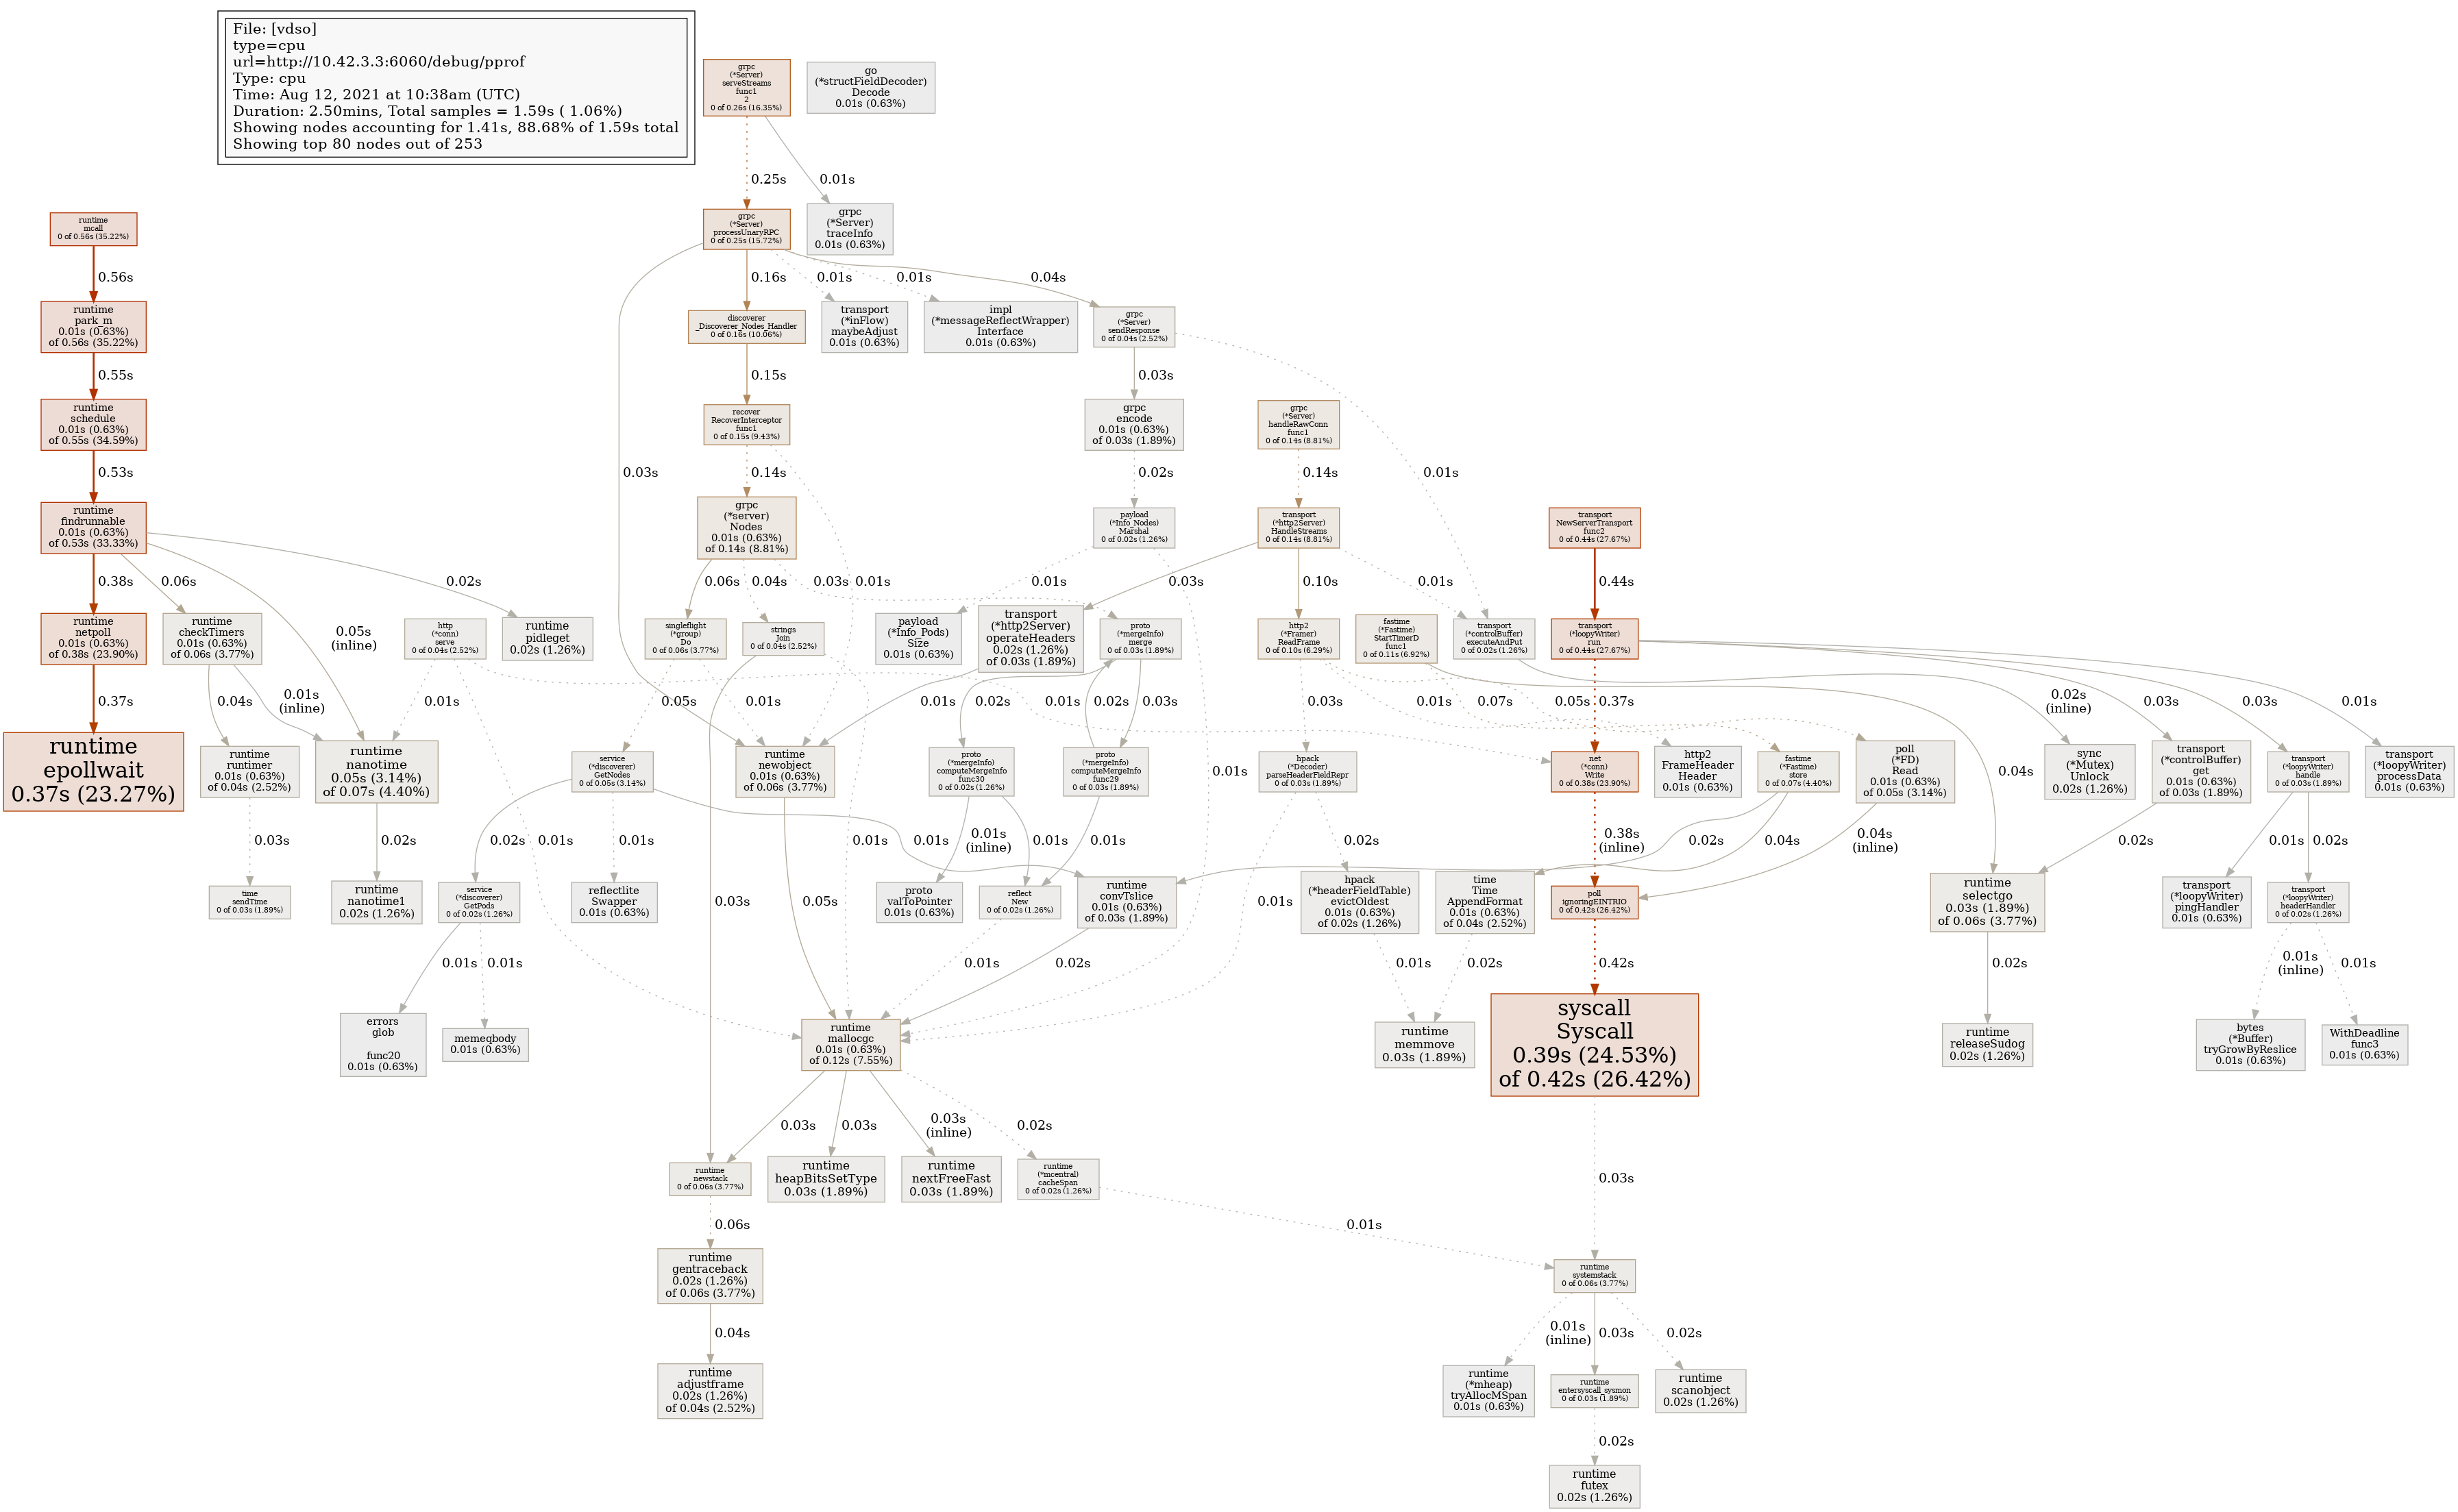 File: [vdso]
type=cpu
url=http://10.42.3.3:6060/debug/pprof
Type: cpu
Time: Aug 12, 2021 at 10:38am (UTC)
Duration: 2.50mins, Total samples = 1.59s ( 1.06%)
Showing nodes accounting for 1.41s, 88.68% of 1.59s total
Showing top 80 nodes out of 253
grpc
(*Server)
serveStreams
func1
2
0 of 0.26s (16.35%)
go
(*structFieldDecoder)
Decode
0.01s (0.63%)
0.25s
0.01s
runtime
mcall
0 of 0.56s (35.22%)
grpc
(*Server)
processUnaryRPC
0 of 0.25s (15.72%)
grpc
(*Server)
traceInfo
0.01s (0.63%)
0.56s
0.16s
0.01s
0.01s
0.04s
runtime
park_m
0.01s (0.63%)
of 0.56s (35.22%)
discoverer
_Discoverer_Nodes_Handler
0 of 0.16s (10.06%)
transport
(*inFlow)
maybeAdjust
0.01s (0.63%)
impl
(*messageReflectWrapper)
Interface
0.01s (0.63%)
grpc
(*Server)
sendResponse
0 of 0.04s (2.52%)
0.55s
0.15s
0.03s
runtime
schedule
0.01s (0.63%)
of 0.55s (34.59%)
recover
RecoverInterceptor
func1
0 of 0.15s (9.43%)
grpc
encode
0.01s (0.63%)
of 0.03s (1.89%)
grpc
(*Server)
handleRawConn
func1
0 of 0.14s (8.81%)
0.53s
0.03s
0.14s
0.02s
0.14s
0.01s
runtime
findrunnable
0.01s (0.63%)
of 0.53s (33.33%)
grpc
(*server)
Nodes
0.01s (0.63%)
of 0.14s (8.81%)
payload
(*Info_Nodes)
Marshal
0 of 0.02s (1.26%)
transport
(*http2Server)
HandleStreams
0 of 0.14s (8.81%)
transport
NewServerTransport
func2
0 of 0.44s (27.67%)
0.38s
0.06s
0.05s
(inline)
0.02s
0.06s
0.04s
0.03s
0.01s
0.01s
0.03s
0.10s
0.01s
0.44s
runtime
netpoll
0.01s (0.63%)
of 0.38s (23.90%)
runtime
checkTimers
0.01s (0.63%)
of 0.06s (3.77%)
http
(*conn)
serve
0 of 0.04s (2.52%)
runtime
pidleget
0.02s (1.26%)
singleflight
(*group)
Do
0 of 0.06s (3.77%)
strings
Join
0 of 0.04s (2.52%)
payload
(*Info_Pods)
Size
0.01s (0.63%)
transport
(*http2Server)
operateHeaders
0.02s (1.26%)
of 0.03s (1.89%)
proto
(*mergeInfo)
merge
0 of 0.03s (1.89%)
http2
(*Framer)
ReadFrame
0 of 0.10s (6.29%)
fastime
(*Fastime)
StartTimerD
func1
0 of 0.11s (6.92%)
transport
(*controlBuffer)
executeAndPut
0 of 0.02s (1.26%)
transport
(*loopyWriter)
run
0 of 0.44s (27.67%)
0.37s
0.04s
0.01s
(inline)
0.01s
0.05s
0.01s
0.01s
0.02s
0.01s
0.02s
0.03s
0.03s
0.01s
0.07s
0.05s
0.37s
0.02s
(inline)
0.03s
0.03s
0.01s
runtime
epollwait
0.37s (23.27%)
runtime
runtimer
0.01s (0.63%)
of 0.04s (2.52%)
runtime
nanotime
0.05s (3.14%)
of 0.07s (4.40%)
service
(*discoverer)
GetNodes
0 of 0.05s (3.14%)
runtime
newobject
0.01s (0.63%)
of 0.06s (3.77%)
proto
(*mergeInfo)
computeMergeInfo
func30
0 of 0.02s (1.26%)
proto
(*mergeInfo)
computeMergeInfo
func29
0 of 0.03s (1.89%)
hpack
(*Decoder)
parseHeaderFieldRepr
0 of 0.03s (1.89%)
net
(*conn)
Write
0 of 0.38s (23.90%)
http2
FrameHeader
Header
0.01s (0.63%)
fastime
(*Fastime)
store
0 of 0.07s (4.40%)
poll
(*FD)
Read
0.01s (0.63%)
of 0.05s (3.14%)
sync
(*Mutex)
Unlock
0.02s (1.26%)
transport
(*controlBuffer)
get
0.01s (0.63%)
of 0.03s (1.89%)
transport
(*loopyWriter)
handle
0 of 0.03s (1.89%)
transport
(*loopyWriter)
processData
0.01s (0.63%)
0.01s
0.04s
0.03s
0.02s
0.01s
0.02s
0.01s
0.01s
0.01s
0.01s
(inline)
0.01s
0.01s
0.02s
0.38s
(inline)
0.02s
0.04s
0.04s
(inline)
0.02s
0.01s
0.02s
time
sendTime
0 of 0.03s (1.89%)
runtime
nanotime1
0.02s (1.26%)
service
(*discoverer)
GetPods
0 of 0.02s (1.26%)
reflectlite
Swapper
0.01s (0.63%)
0.03s
0.05s
proto
valToPointer
0.01s (0.63%)
reflect
New
0 of 0.02s (1.26%)
runtime
convTslice
0.01s (0.63%)
of 0.03s (1.89%)
0.01s
hpack
(*headerFieldTable)
evictOldest
0.01s (0.63%)
of 0.02s (1.26%)
time
Time
AppendFormat
0.01s (0.63%)
of 0.04s (2.52%)
poll
ignoringEINTRIO
0 of 0.42s (26.42%)
runtime
selectgo
0.03s (1.89%)
of 0.06s (3.77%)
transport
(*loopyWriter)
pingHandler
0.01s (0.63%)
transport
(*loopyWriter)
headerHandler
0 of 0.02s (1.26%)
0.01s
0.01s
0.01s
0.02s
0.01s
0.02s
0.42s
0.02s
0.01s
(inline)
0.01s
errors
glob
func20
0.01s (0.63%)
memeqbody
0.01s (0.63%)
runtime
mallocgc
0.01s (0.63%)
of 0.12s (7.55%)
runtime
memmove
0.03s (1.89%)
syscall
Syscall
0.39s (24.53%)
of 0.42s (26.42%)
runtime
releaseSudog
0.02s (1.26%)
bytes
(*Buffer)
tryGrowByReslice
0.01s (0.63%)
WithDeadline
func3
0.01s (0.63%)
0.03s
0.03s
0.03s
(inline)
0.02s
0.03s
runtime
newstack
0 of 0.06s (3.77%)
runtime
heapBitsSetType
0.03s (1.89%)
runtime
nextFreeFast
0.03s (1.89%)
runtime
(*mcentral)
cacheSpan
0 of 0.02s (1.26%)
0.06s
0.01s
runtime
gentraceback
0.02s (1.26%)
of 0.06s (3.77%)
runtime
systemstack
0 of 0.06s (3.77%)
0.04s
0.01s
(inline)
0.03s
0.02s
runtime
adjustframe
0.02s (1.26%)
of 0.04s (2.52%)
runtime
(*mheap)
tryAllocMSpan
0.01s (0.63%)
runtime
entersyscall_sysmon
0 of 0.03s (1.89%)
runtime
scanobject
0.02s (1.26%)
0.02s
runtime
futex
0.02s (1.26%)